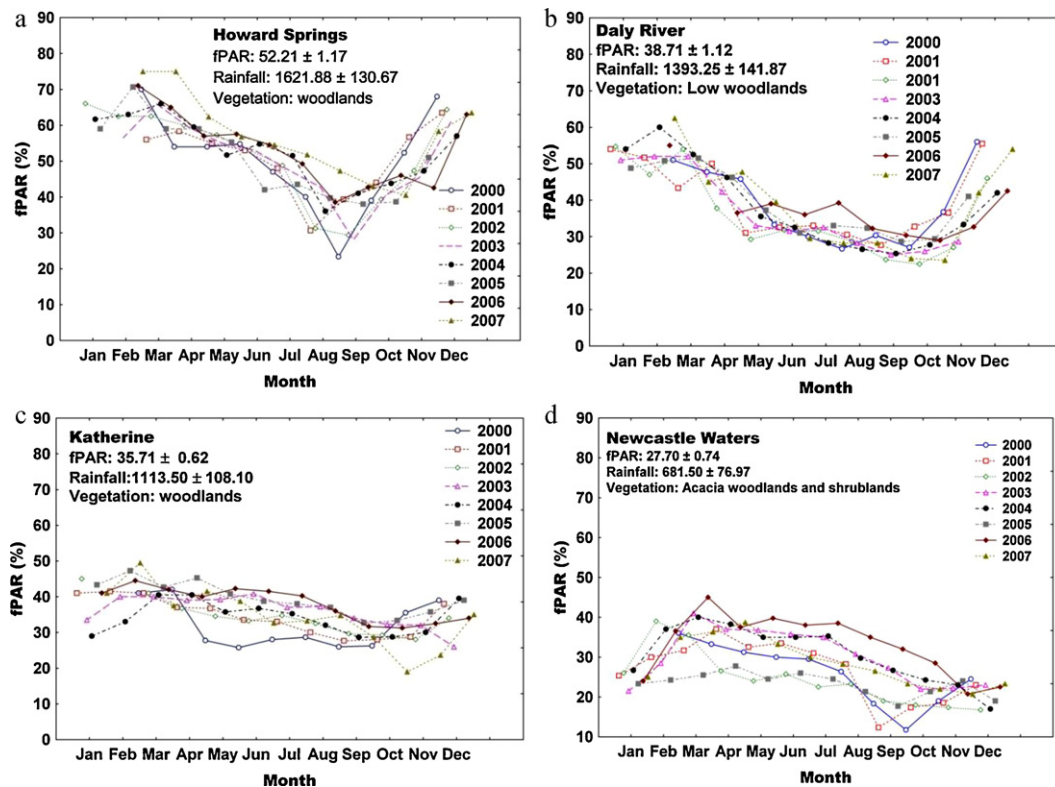 a
Howard Springs
fPAR: 52.21 ± 1.17
Rainfall: 1621.88 ± 130.67
Vegetation: woodlands
90
80
70
60
50
40
30
20
10
0
fPAR (%)
2000
2001
2002
2003
2004
2005
2006
2007
Jan Feb Mar Apr May Jun Jul Aug Sep Oct Nov Dec
Month
b
Daly River
fPAR: 38.71 ± 1.12
Rainfall: 1393.25 ± 141.87
Vegetation: Low woodlands
90
80
70
60
50
40
30
20
10
0
fPAR (%)
2000
2001
2001
2003
2004
2005
2006
2007
Jan Feb Mar Apr May Jun Jul Aug Sep Oct Nov Dec
Month
c
Katherine
fPAR: 35.71 ± 0.62
Rainfall:1113.50 ± 108.10
Vegetation: woodlands
90
80
70
60
50
40
30
20
10
0
fPAR (%)
2000
2001
2002
2003
2004
2005
2006
2007
Jan Feb Mar Apr May Jun Jul Aug Sep Oct Nov Dec
Month
d
Newcastle Waters
fPAR: 27.70 ± 0.74
Rainfall: 681.50 ± 76.97
Vegetation: Acacia woodlands and shrublands
90
80
70
60
50
40
30
20
10
fPAR (%)
2000
2001
2002
2003
2004
2005
2006
2007
Jan Feb Mar Apr May Jun Jul Aug Sep Oct Nov Dec
Month